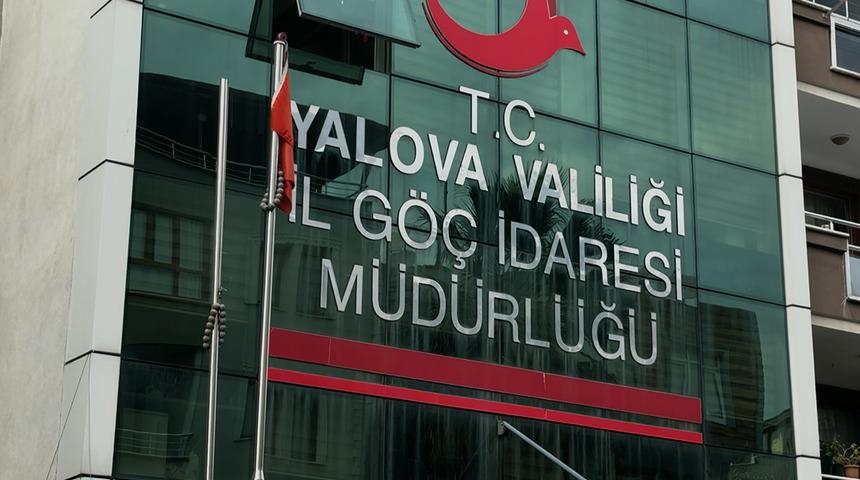 T.C.
YALOVA VALİLİĞİ
İL GÖÇ İDARESİ
MÜDÜRLÜĞÜ